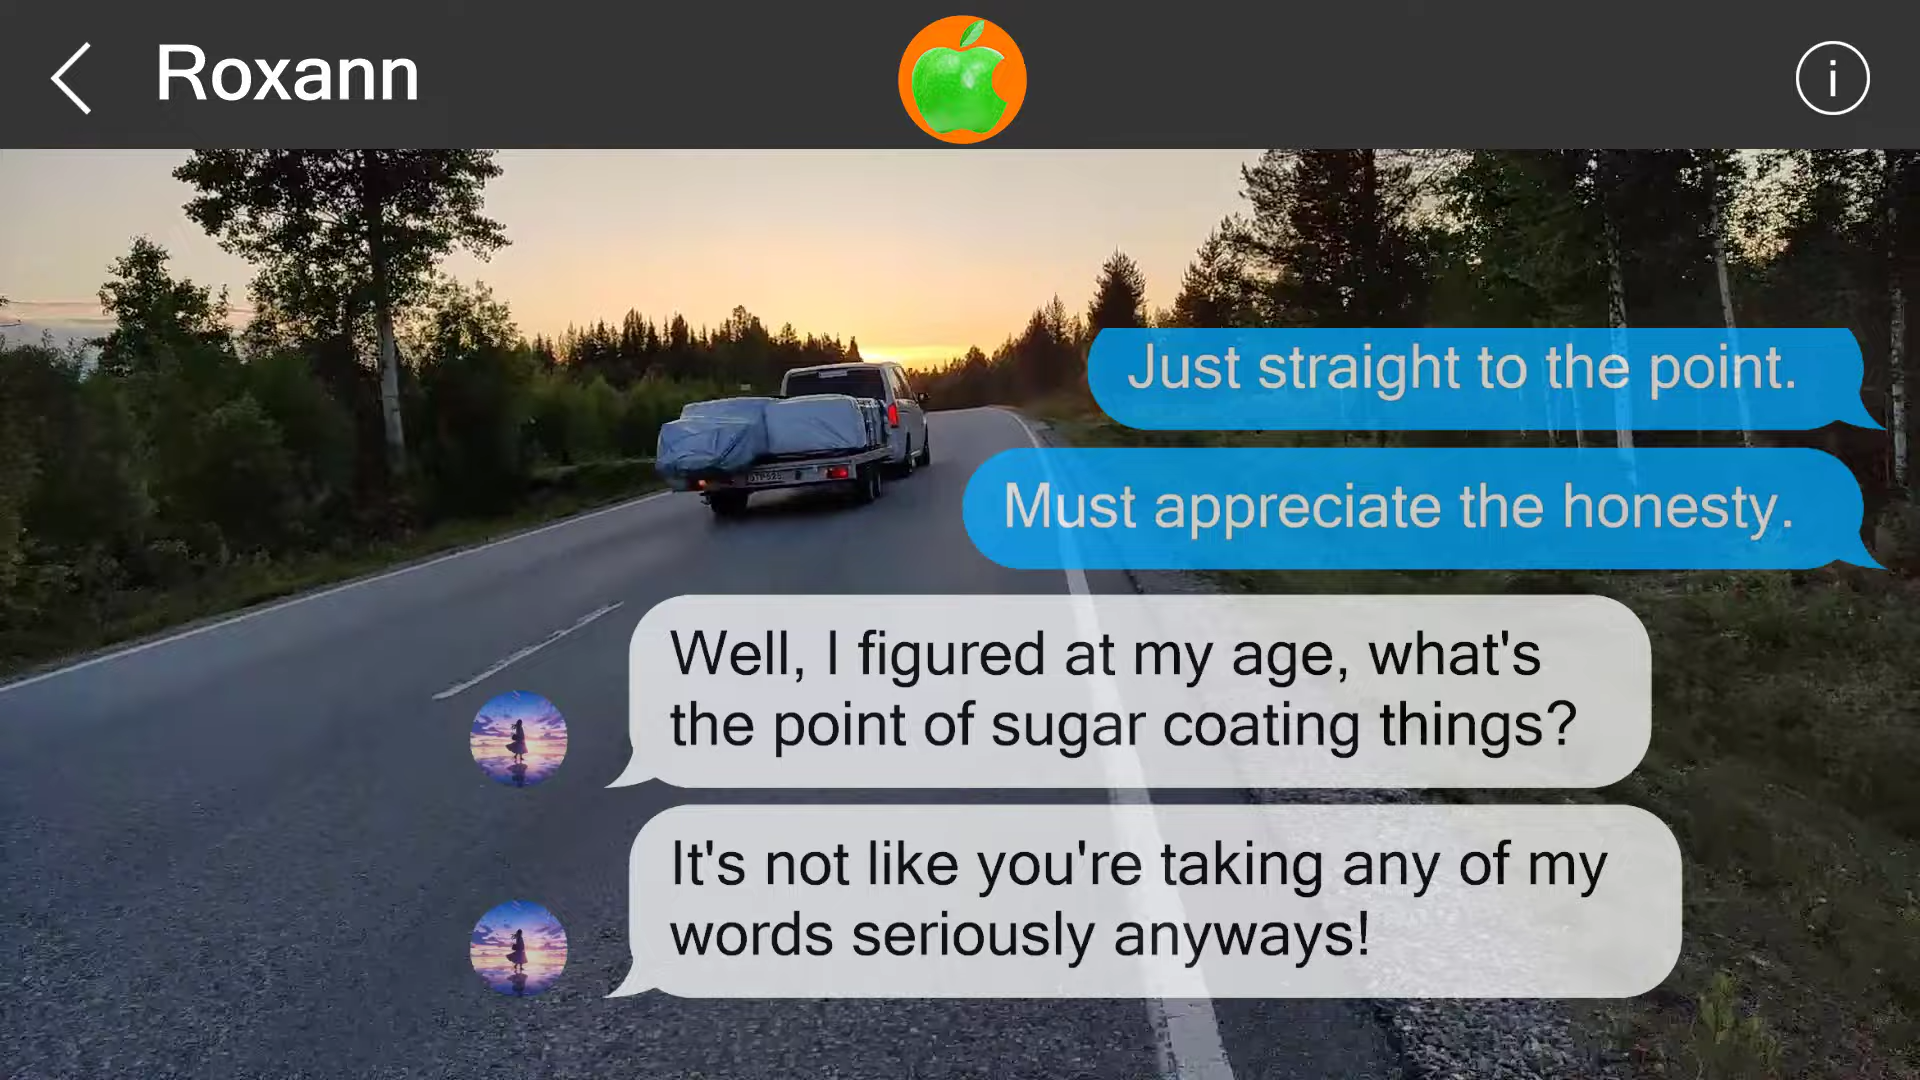 Roxann
i
Just straight to the point.
Must appreciate the honesty.
Well, I figured at my age, what's
the point of sugar coating things?
It's not like you're taking any of my
words seriously anyways!